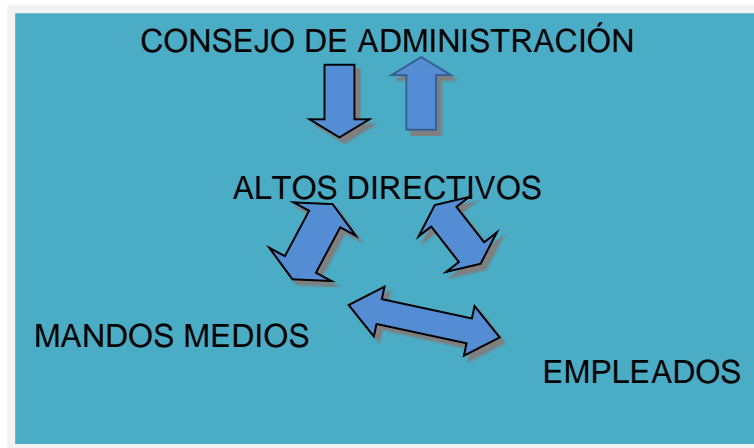 CONSEJO DE ADMINISTRACIÓN
ALTOS DIRECTIVOS
MANDOS MEDIOS
EMPLEADOS